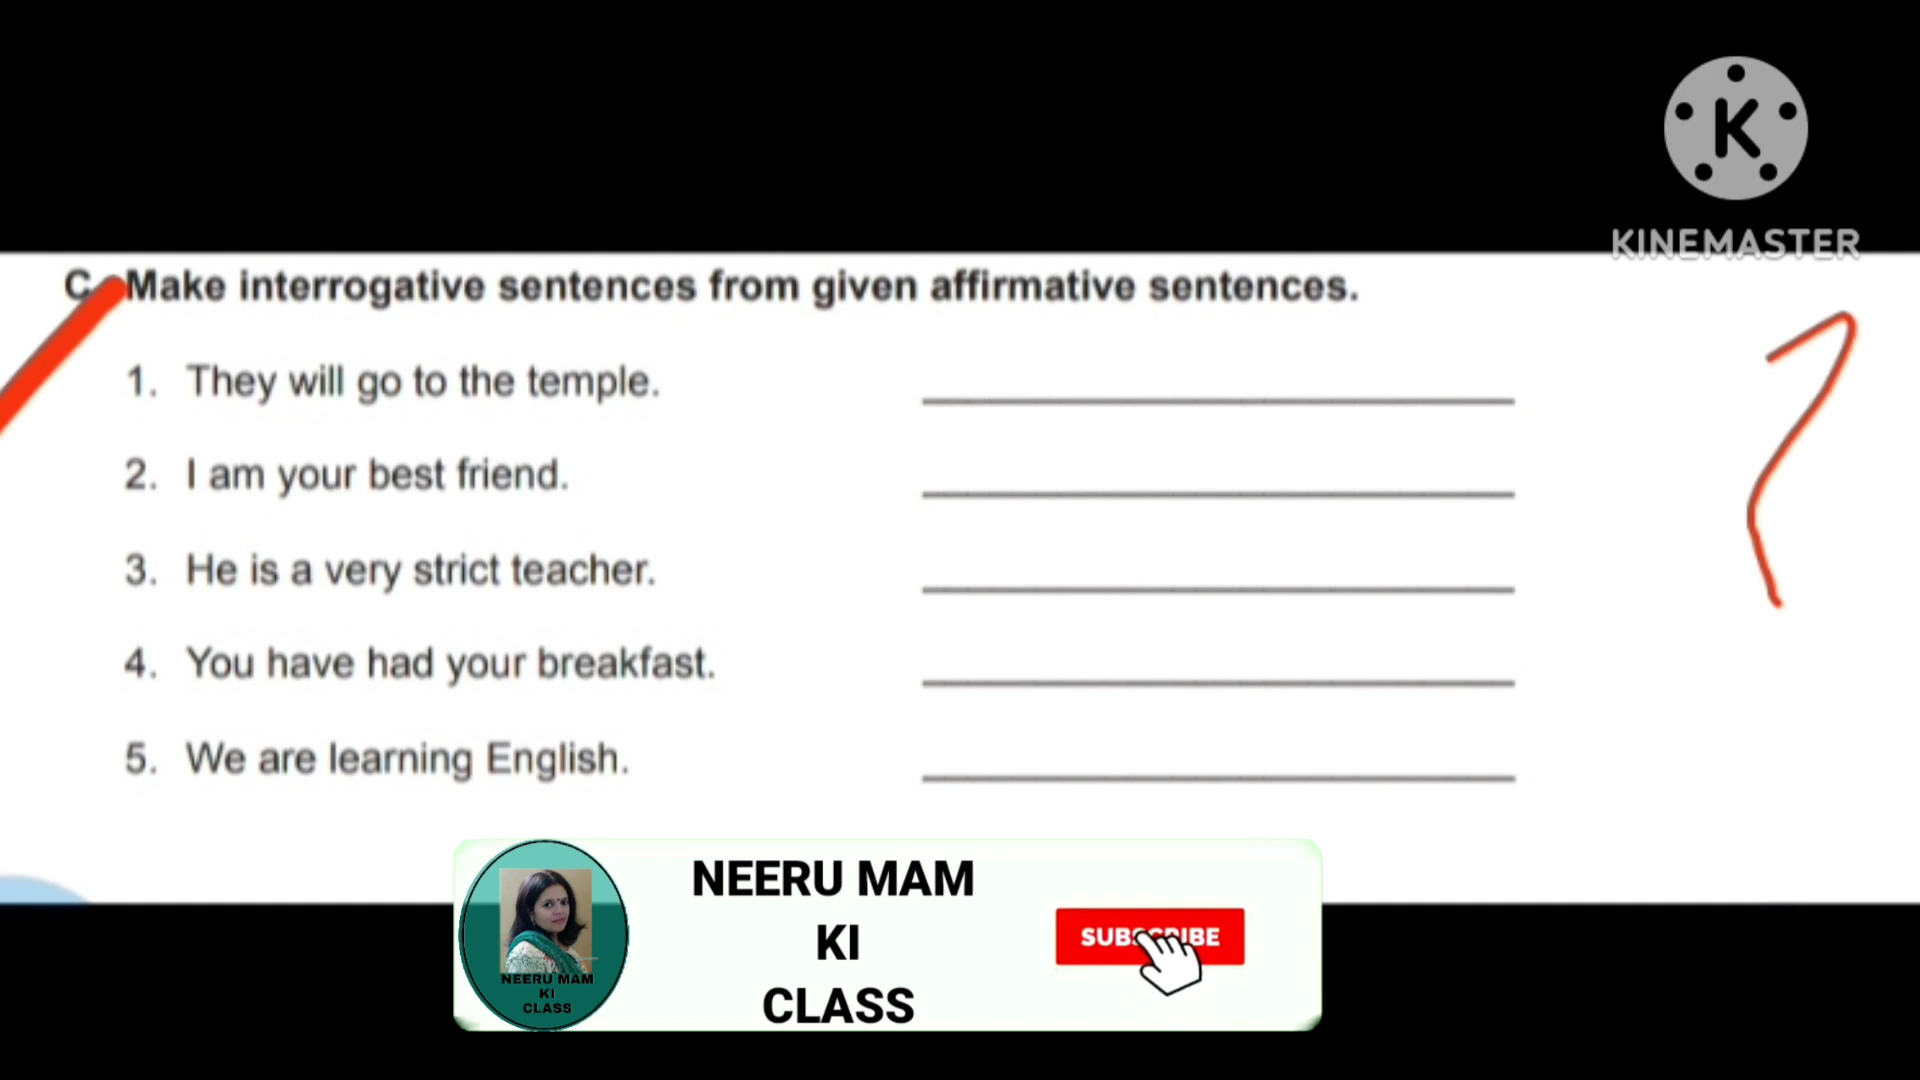 KINEMASTER
C. Make interrogative sentences from given affirmative sentences.
1. They will go to the temple.
2. I am your best friend.
3. He is a very strict teacher.
4. You have had your breakfast.
5. We are learning English.
NEERU MAM
KI
CLASS
SUBSCRIBE
NEERU MAM
KI
CLASS